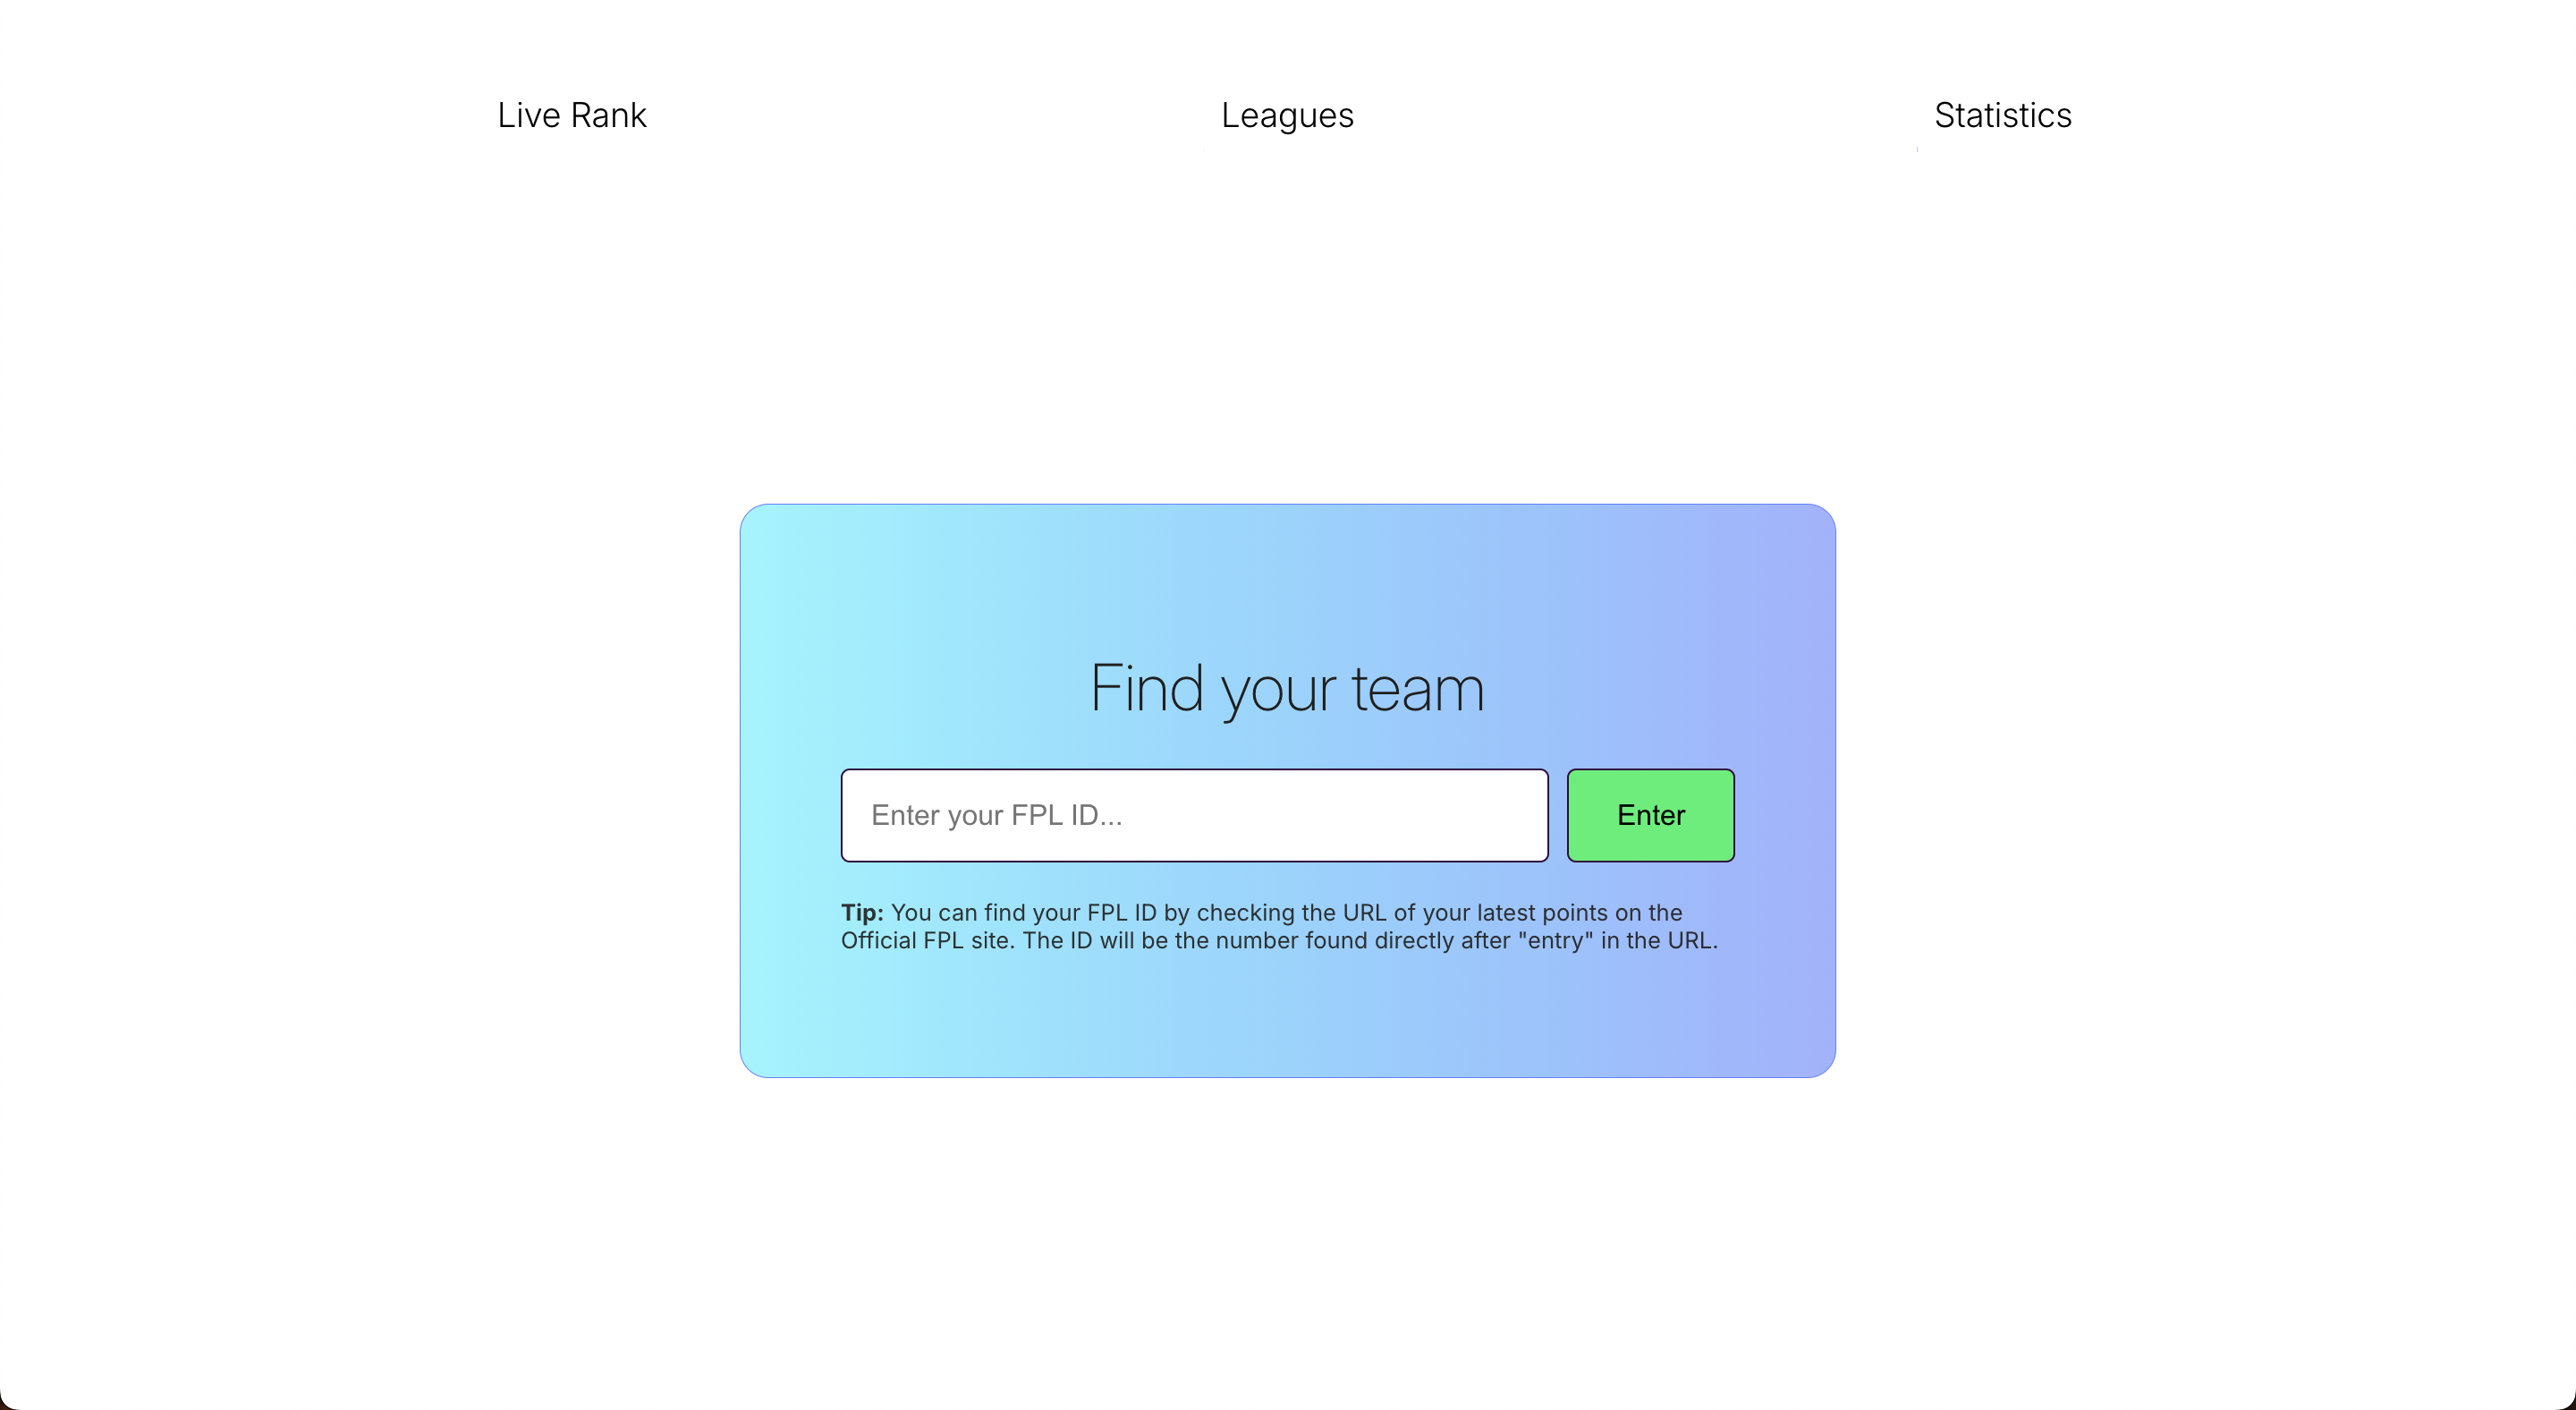 Live Rank
Leagues
Statistics
Find your team
Enter your FPL ID...
Enter
Tip: You can find your FPL ID by checking the URL of your latest points on the
Official FPL site. The ID will be the number found directly after "entry" in the URL.